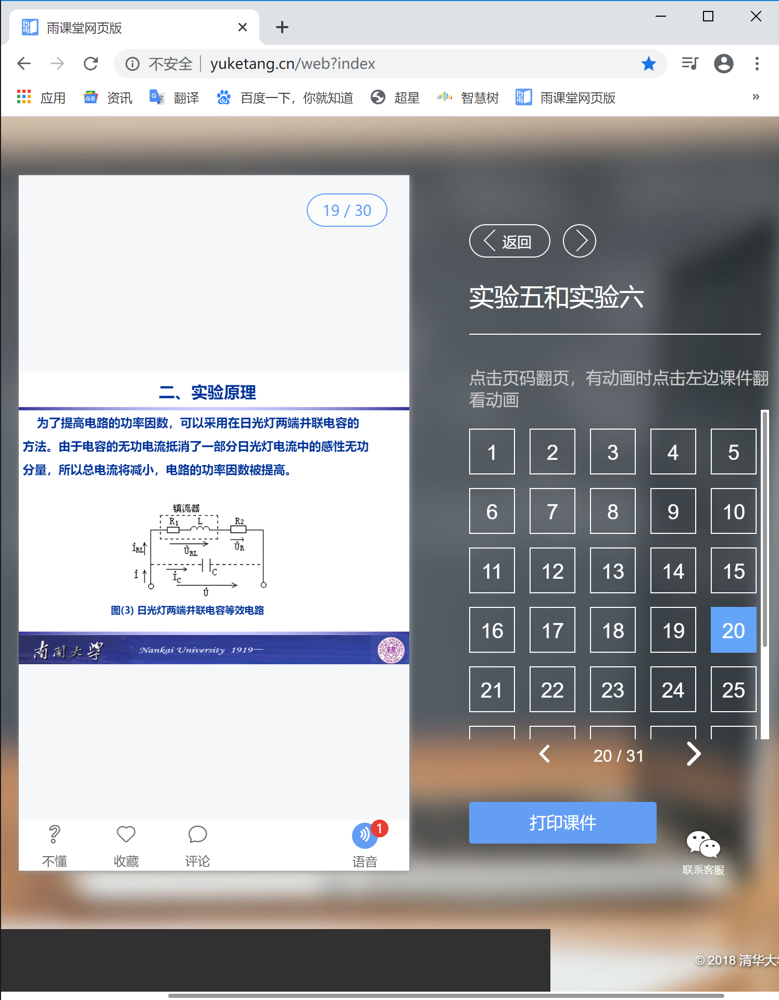 雨课堂网页版
不安全 yuketang.cn/web?index
应用 资讯 翻译 百度一下，你就知道 超星 智慧树 雨课堂网页版 »
19 / 30
二、实验原理
为了提高电路的功率因数，可以采用在日光灯两端并联电容的
方法。由于电容的无功电流抵消了一部分日光灯电流中的感性无功
分量，所以总电流将减小，电路的功率因数被提高。
镇流器
R1 L R2
İRL U̇RL U̇R
İ İC C
U̇
图(3) 日光灯两端并联电容等效电路
南开大学 Nankai University 1919—
NANKAI UNIVERSITY 南開 TIANJIN
不懂 收藏 评论 语音 1
返回
实验五和实验六
点击页码翻页，有动画时点击左边课件翻
看动画
1 2 3 4 5
6 7 8 9 10
11 12 13 14 15
16 17 18 19 20
21 22 23 24 25
20 / 31
打印课件
联系客服
© 2018 清华大